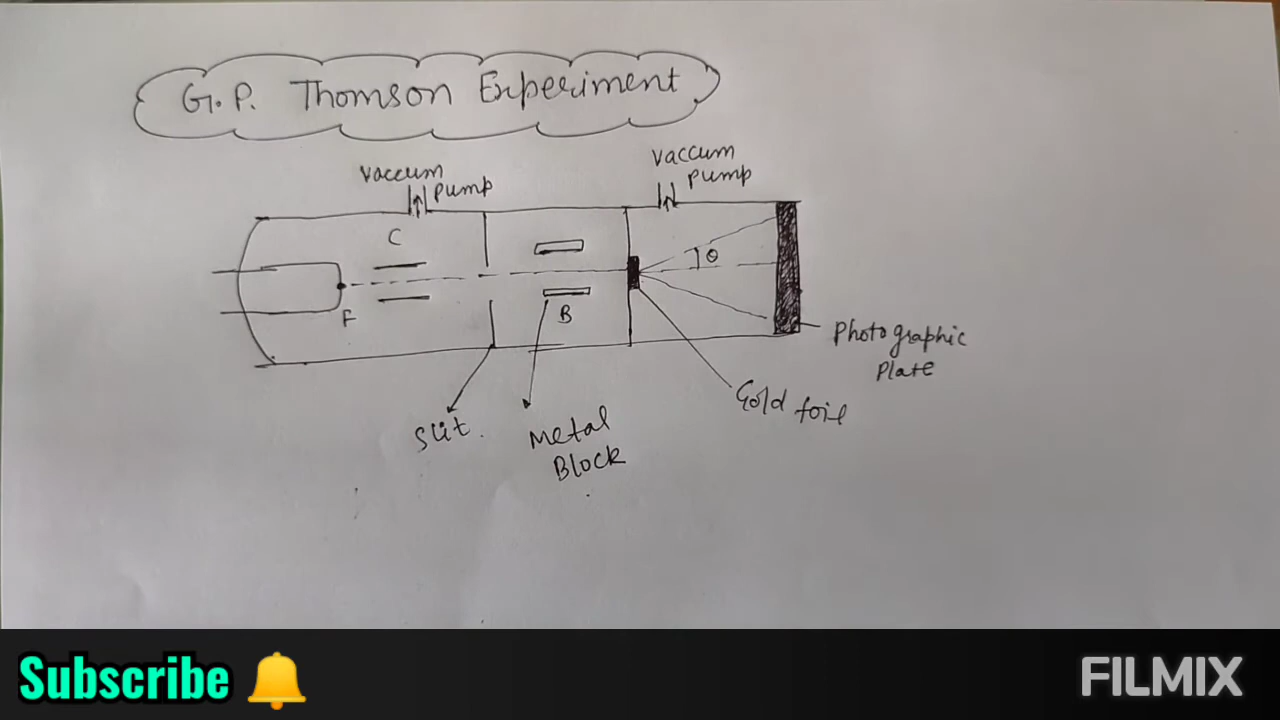 G.P. Thomson Experiment
Vaccum
pump
Vaccum
pump
C
θ
F
B
Photographic
Plate
Gold foil
Slit.
Metal
Block
Subscribe
FILMIX